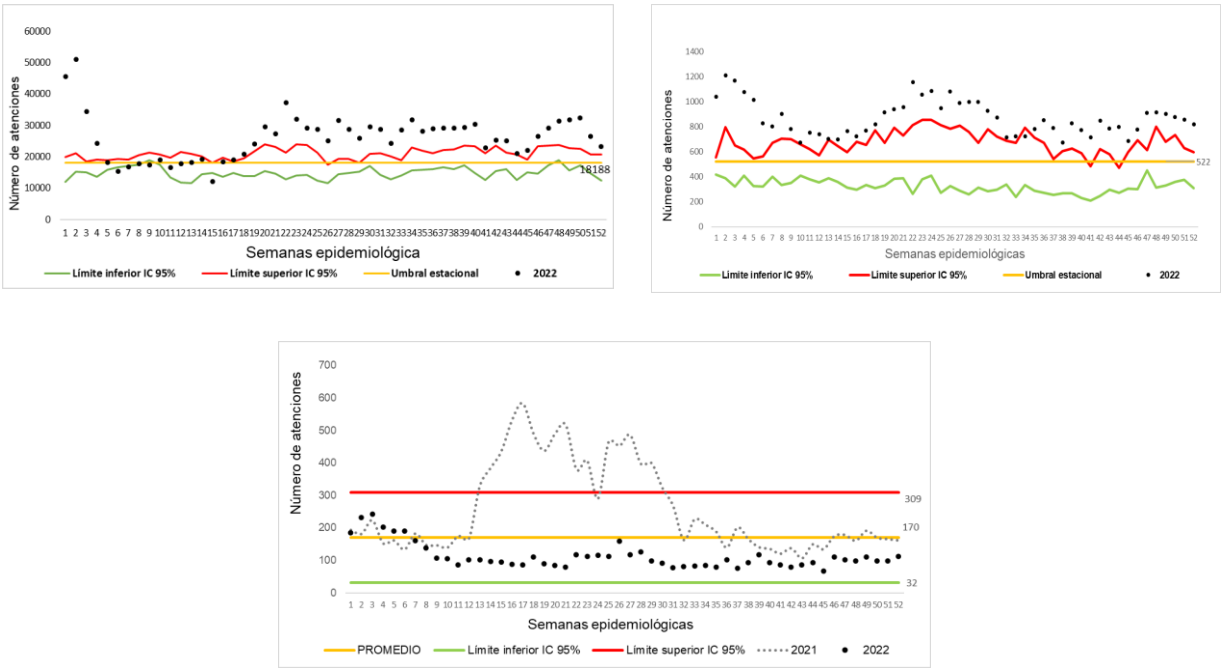 60000
50000
40000
30000
20000
10000
0
Número de atenciones
18188
1 2 3 4 5 6 7 8 9 10 11 12 13 14 15 16 17 18 19 20 21 22 23 24 25 26 27 28 29 30 31 32 33 34 35 36 37 38 39 40 41 42 43 44 45 46 47 48 49 50 51 52
Semanas epidemiológica
Límite inferior IC 95% Límite superior IC 95% Umbral estacional 2022
1400
1200
1000
800
600
400
200
0
Número de atenciones
522
1 2 3 4 5 6 7 8 9 10 11 12 13 14 15 16 17 18 19 20 21 22 23 24 25 26 27 28 29 30 31 32 33 34 35 36 37 38 39 40 41 42 43 44 45 46 47 48 49 50 51 52
Semanas epidemiológicas
Límite inferior IC 95% Límite superior IC 95% Umbral estacional 2022
700
600
500
400
300
200
100
0
Número de atenciones
309
170
32
1 2 3 4 5 6 7 8 9 10 11 12 13 14 15 16 17 18 19 20 21 22 23 24 25 26 27 28 29 30 31 32 33 34 35 36 37 38 39 40 41 42 43 44 45 46 47 48 49 50 51 52
Semanas epidemiológicas
PROMEDIO Límite inferior IC 95% Límite superior IC 95% 2021 2022